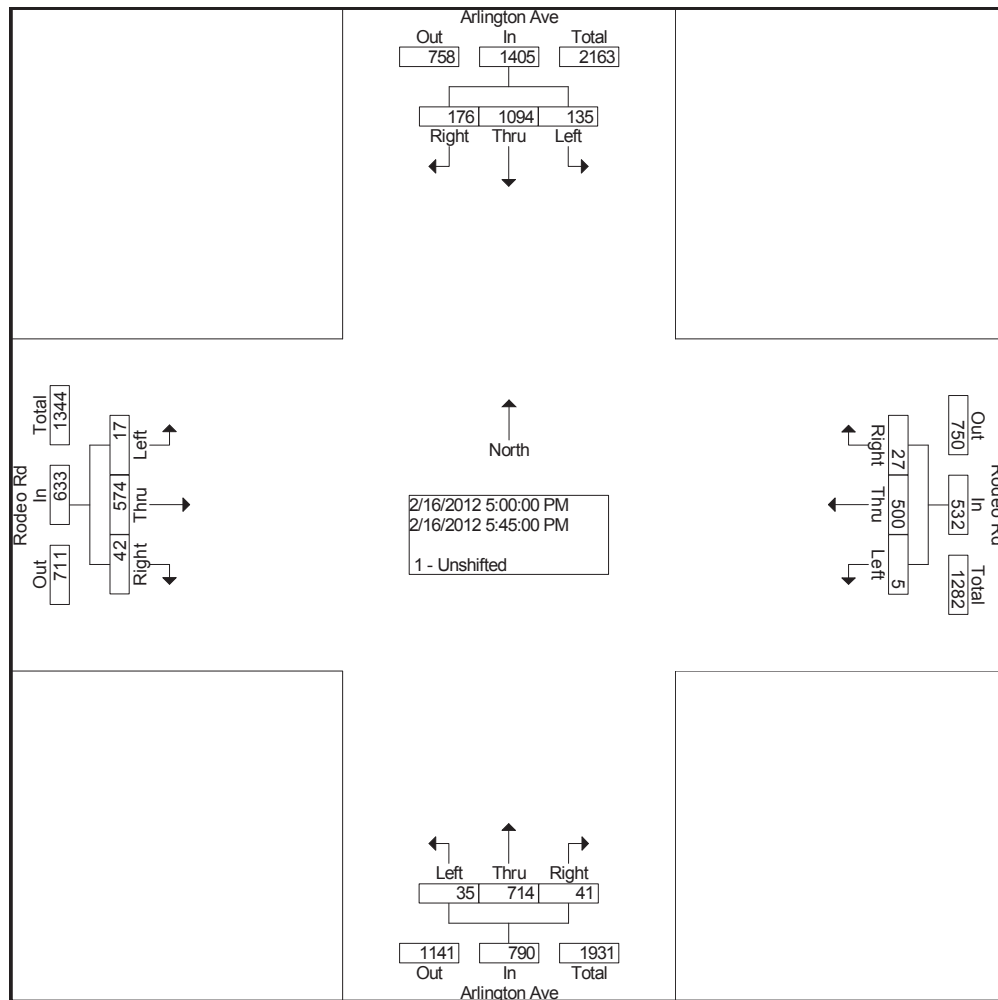 Arlington Ave
Out In Total
758 1405 2163
176 1094 135
Right Thru Left
Rodeo Rd
Total In Out
1344 633 711
17 574 42
Left Thru Right
North
2/16/2012 5:00:00 PM
2/16/2012 5:45:00 PM
1 - Unshifted
Right Thru Left
27 500 5
Out In Total
750 532 1282
Rodeo Rd
Left Thru Right
35 714 41
1141 790 1931
Out In Total
Arlington Ave